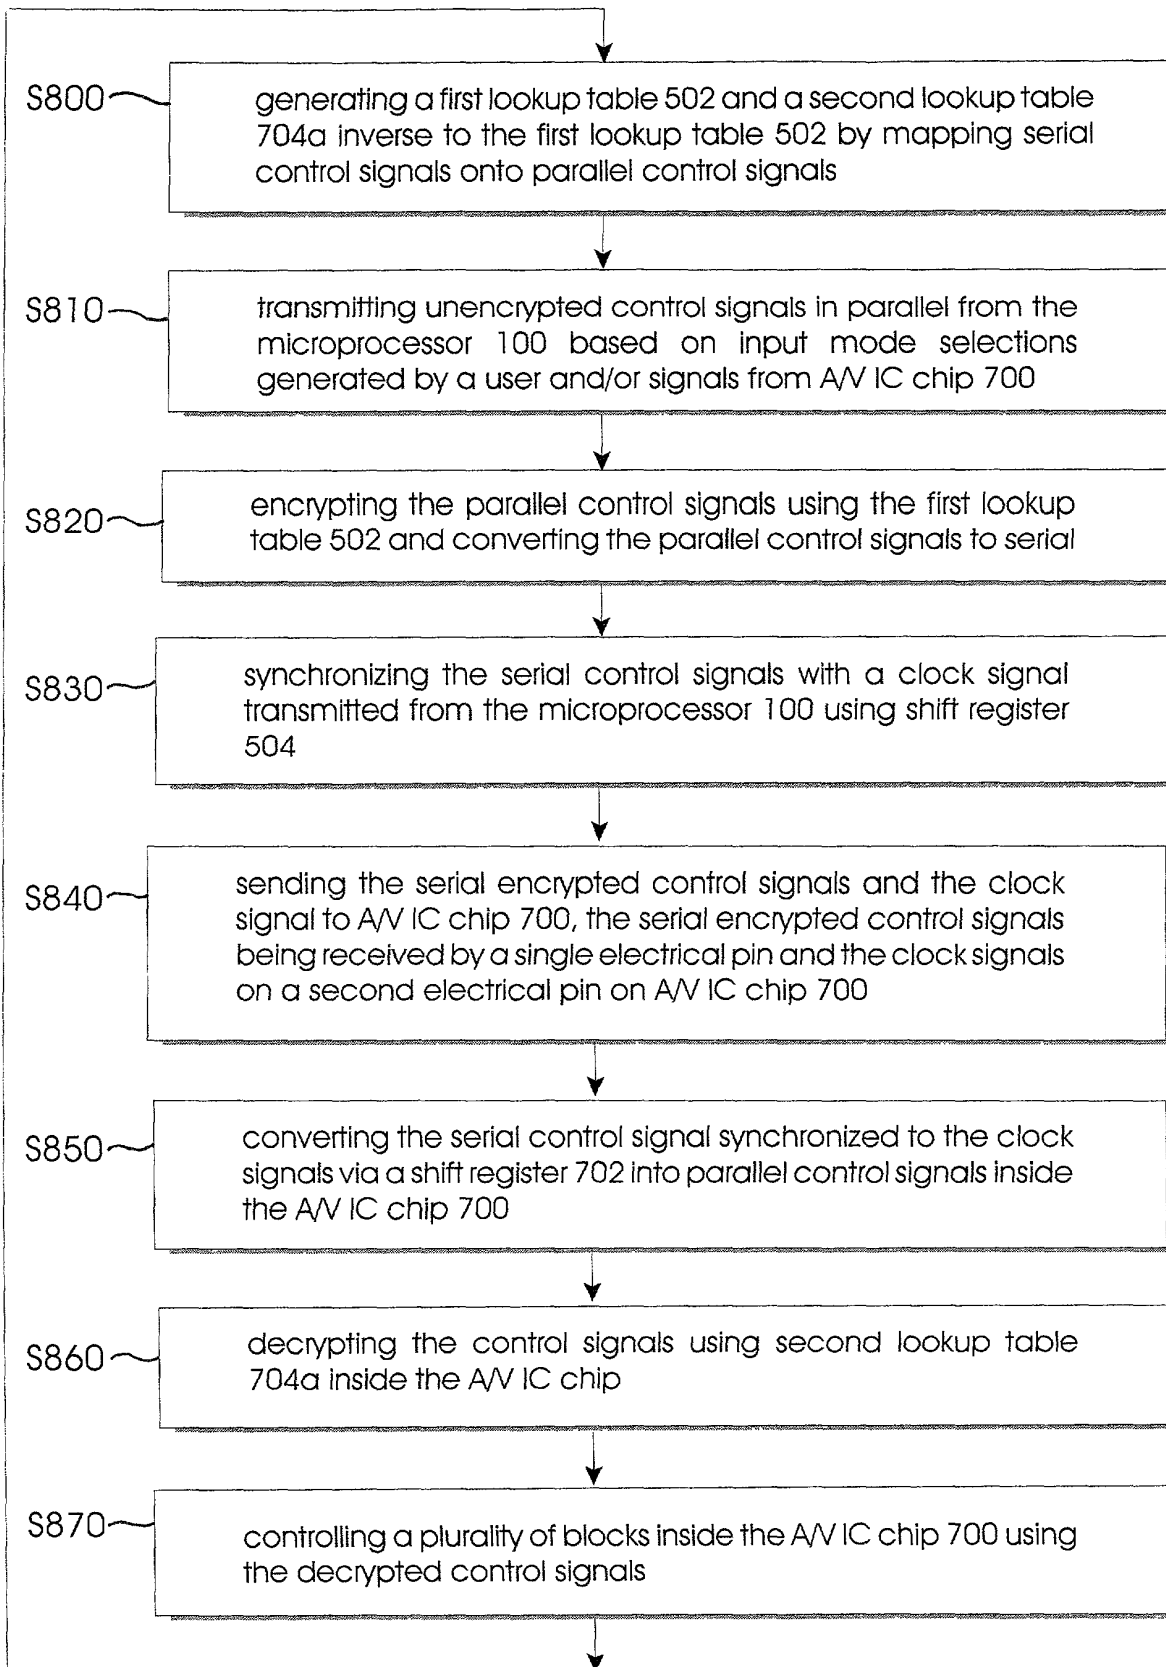 S800
generating a first lookup table 502 and a second lookup table
704a inverse to the first lookup table 502 by mapping serial
control signals onto parallel control signals
S810
transmitting unencrypted control signals in parallel from the
microprocessor 100 based on input mode selections
generated by a user and/or signals from A/V IC chip 700
S820
encrypting the parallel control signals using the first lookup
table 502 and converting the parallel control signals to serial
S830
synchronizing the serial control signals with a clock signal
transmitted from the microprocessor 100 using shift register
504
S840
sending the serial encrypted control signals and the clock
signal to A/V IC chip 700, the serial encrypted control signals
being received by a single electrical pin and the clock signals
on a second electrical pin on A/V IC chip 700
S850
converting the serial control signal synchronized to the clock
signals via a shift register 702 into parallel control signals inside
the A/V IC chip 700
S860
decrypting the control signals using second lookup table
704a inside the A/V IC chip
S870
controlling a plurality of blocks inside the A/V IC chip 700 using
the decrypted control signals